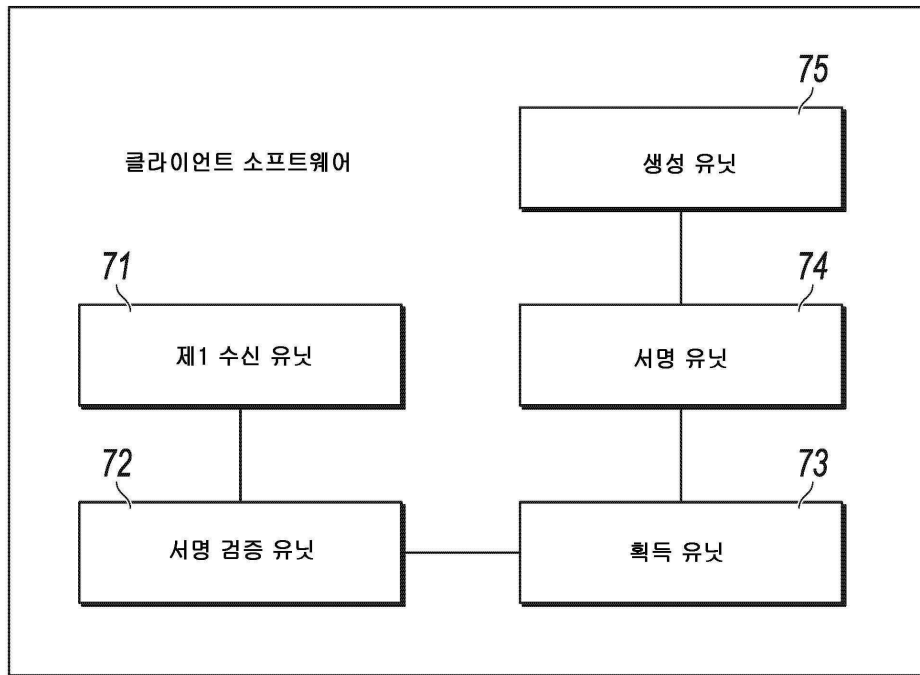 75
클라이언트 소프트웨어
생성 유닛
71
74
제1 수신 유닛
서명 유닛
72
73
서명 검증 유닛
획득 유닛